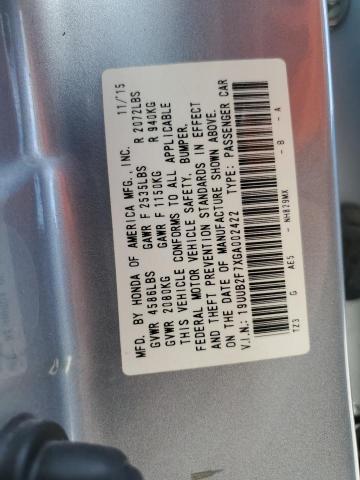 MFD. BY HONDA OF AMERICA MFG., INC. 11/15
GVWR 4586LBS GAWR F 2535LBS R 2072LBS
GVWR 2080KG GAWR F 1150KG R 940KG
THIS VEHICLE CONFORMS TO ALL APPLICABLE
FEDERAL MOTOR VEHICLE SAFETY, BUMPER,
AND THEFT PREVENTION STANDARDS IN EFFECT
ON THE DATE OF MANUFACTURE SHOWN ABOVE.
V.I.N.: 19UUB2F7XGA002422 TYPE: PASSENGER CAR
TZ3 G AE5 - NH829MX - B - A